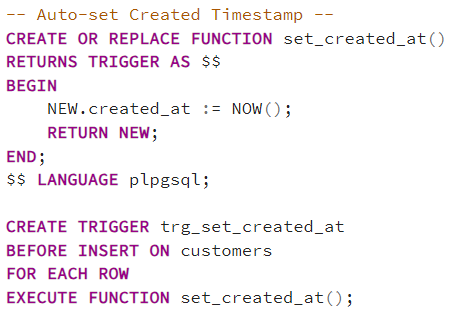 -- Auto-set Created Timestamp --
CREATE OR REPLACE FUNCTION set_created_at()
RETURNS TRIGGER AS $$
BEGIN
    NEW.created_at := NOW();
    RETURN NEW;
END;
$$ LANGUAGE plpgsql;

CREATE TRIGGER trg_set_created_at
BEFORE INSERT ON customers
FOR EACH ROW
EXECUTE FUNCTION set_created_at();